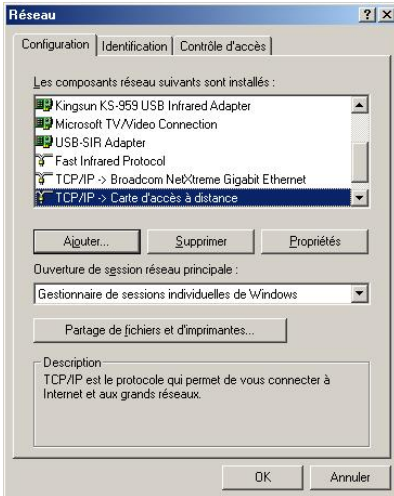 Réseau
Configuration Identification Contrôle d'accès
Les composants réseau suivants sont installés :
Kingsun KS-959 USB Infrared Adapter
Microsoft TV/Video Connection
USB-SIR Adapter
Fast Infrared Protocol
TCP/IP -> Broadcom NetXtreme Gigabit Ethernet
TCP/IP -> Carte d'accès à distance
Ajouter... Supprimer Propriétés
Ouverture de session réseau principale :
Gestionnaire de sessions individuelles de Windows
Partage de fichiers et d'imprimantes...
Description
TCP/IP est le protocole qui permet de vous connecter à
Internet et aux grands réseaux.
OK Annuler